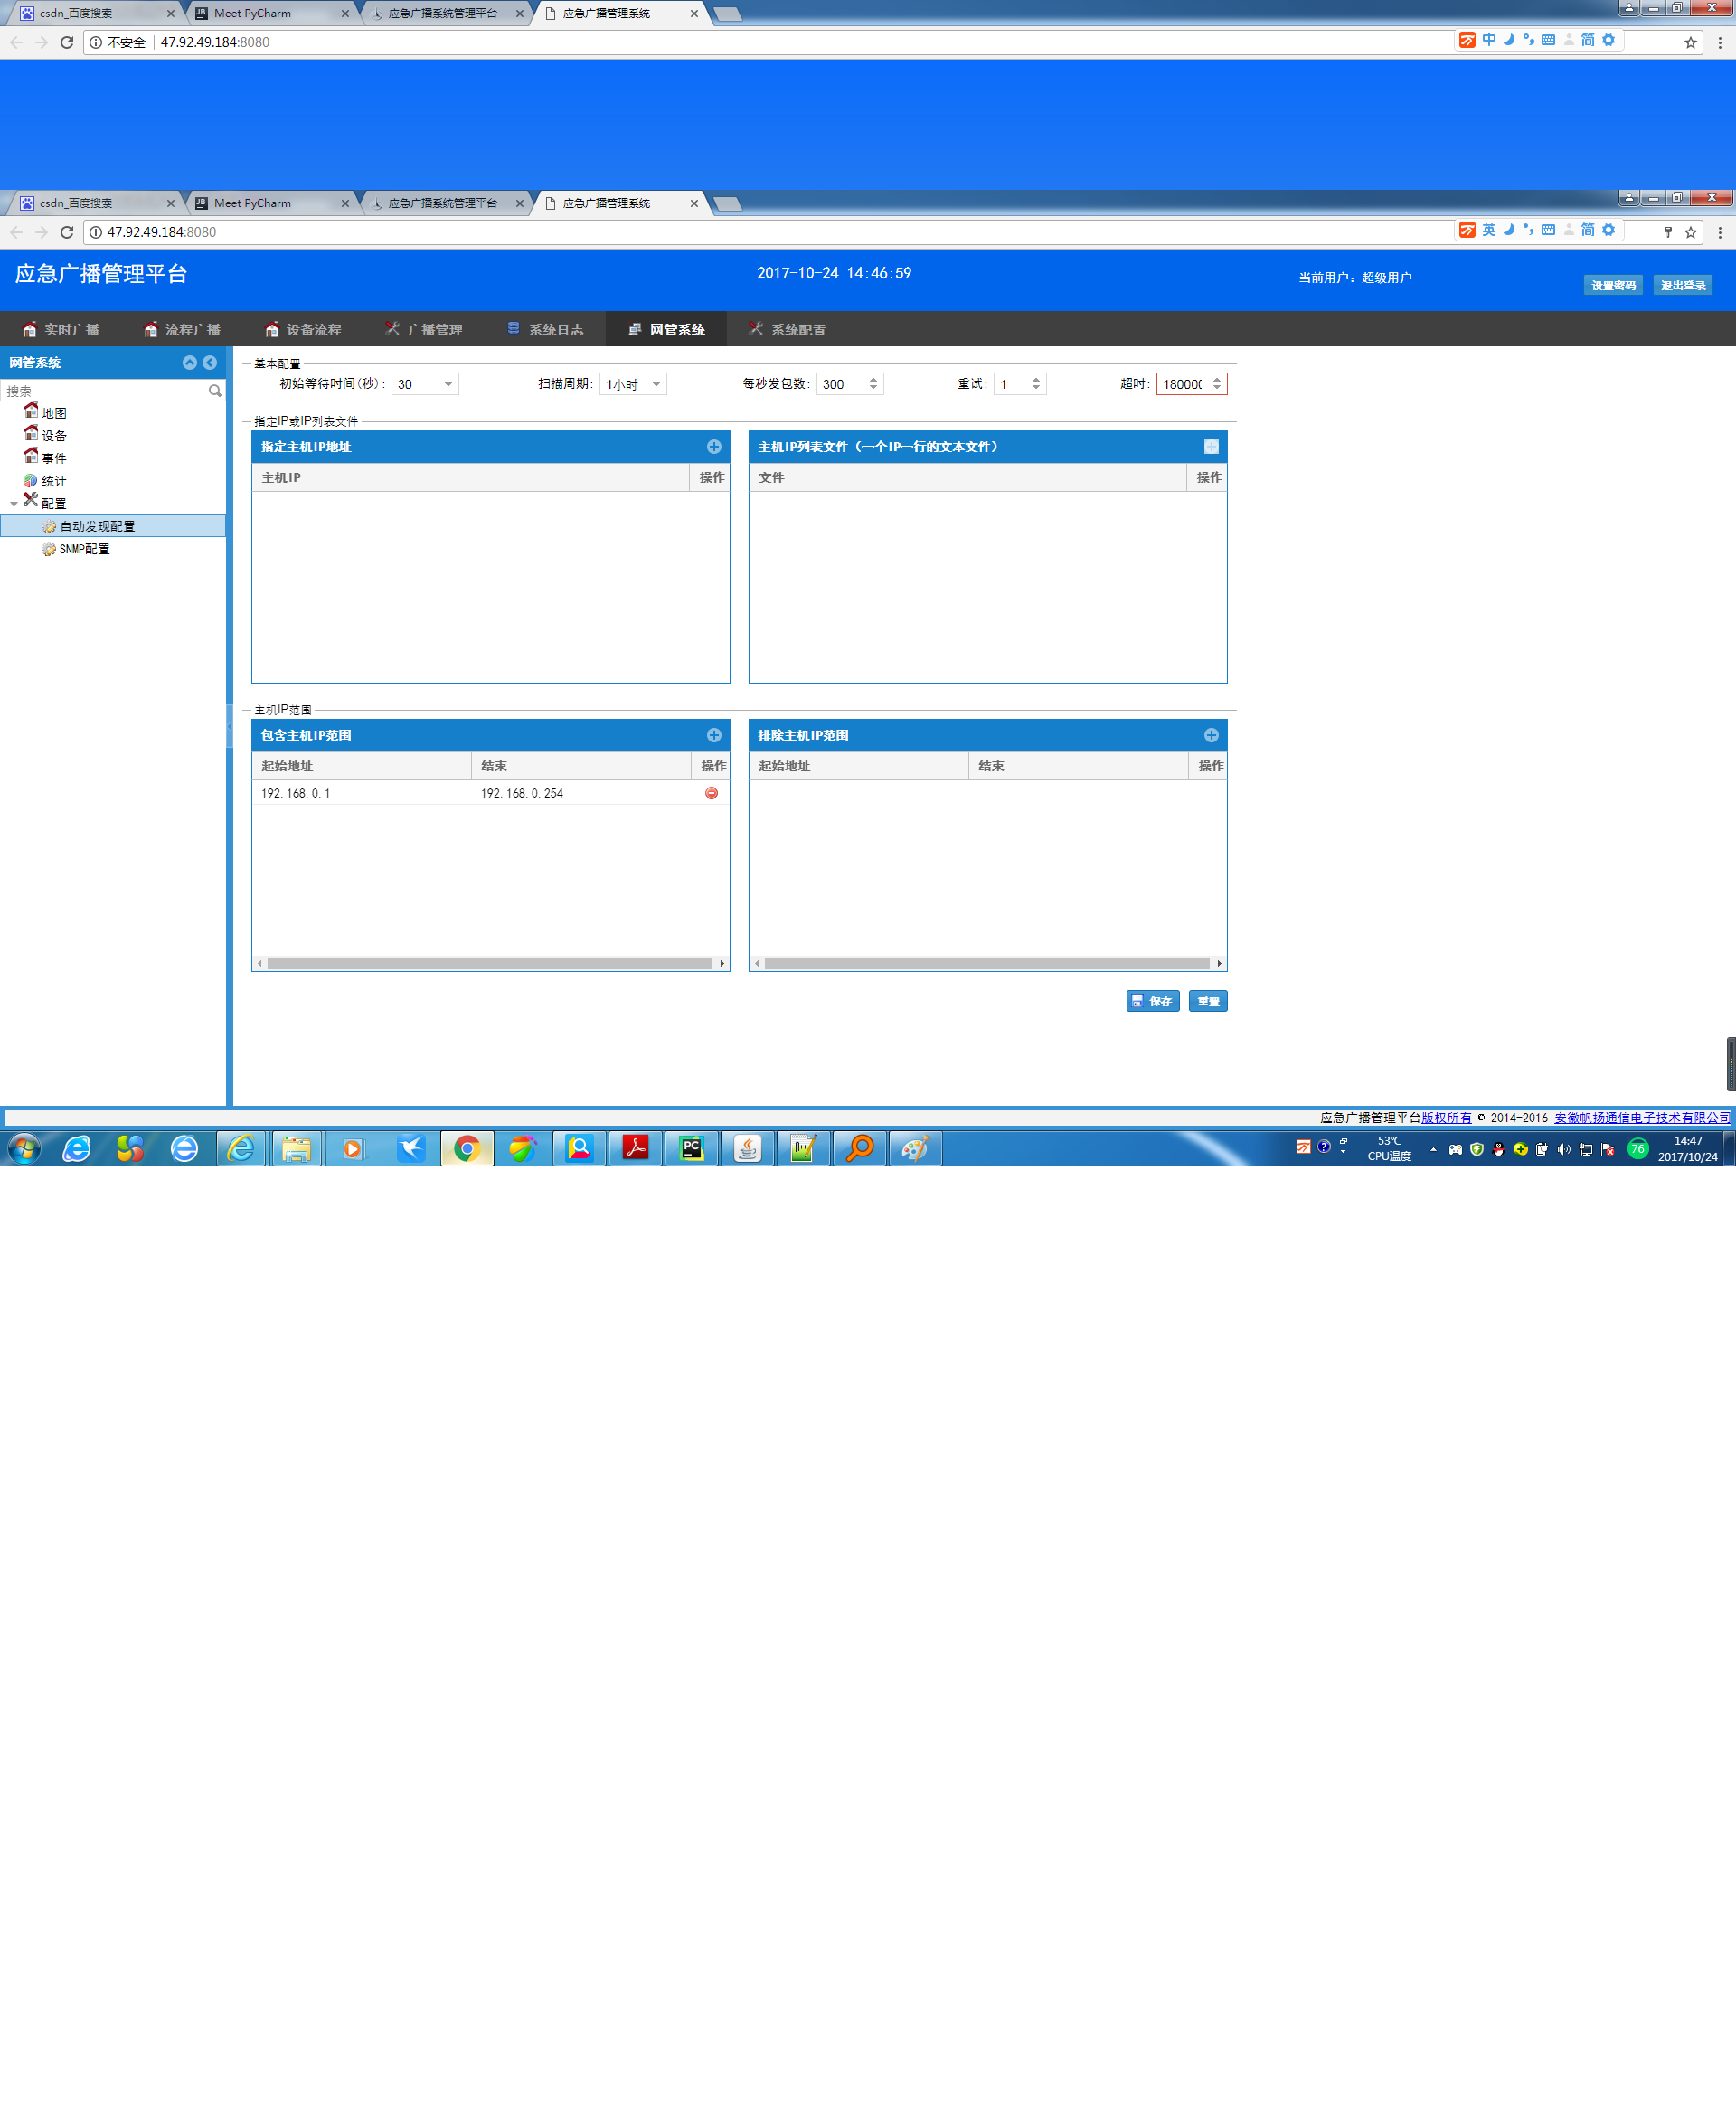 csdn_百度搜索
Meet PyCharm
应急广播系统管理平台
应急广播管理系统
不安全
47.92.49.184:8080
中
简
csdn_百度搜索
Meet PyCharm
应急广播系统管理平台
应急广播管理系统
47.92.49.184:8080
英
简
应急广播管理平台
2017-10-24 14:46:59
当前用户：超级用户
设置密码
退出登录
实时广播
流程广播
设备流程
广播管理
系统日志
网管系统
系统配置
网管系统
搜索
地图
设备
事件
统计
配置
自动发现配置
SNMP配置
基本配置
初始等待时间(秒): 30
扫描周期: 1小时
每秒发包数: 300
重试: 1
超时: 18000
指定IP或IP列表文件
指定主机IP地址
主机IP
操作
主机IP列表文件（一个IP一行的文本文件）
文件
操作
主机IP范围
包含主机IP范围
起始地址
结束
操作
192.168.0.1
192.168.0.254
排除主机IP范围
起始地址
结束
操作
保存
重置
应急广播管理平台版权所有 © 2014-2016 安徽帆扬通信电子技术有限公司
53℃
CPU温度
76
14:47
2017/10/24